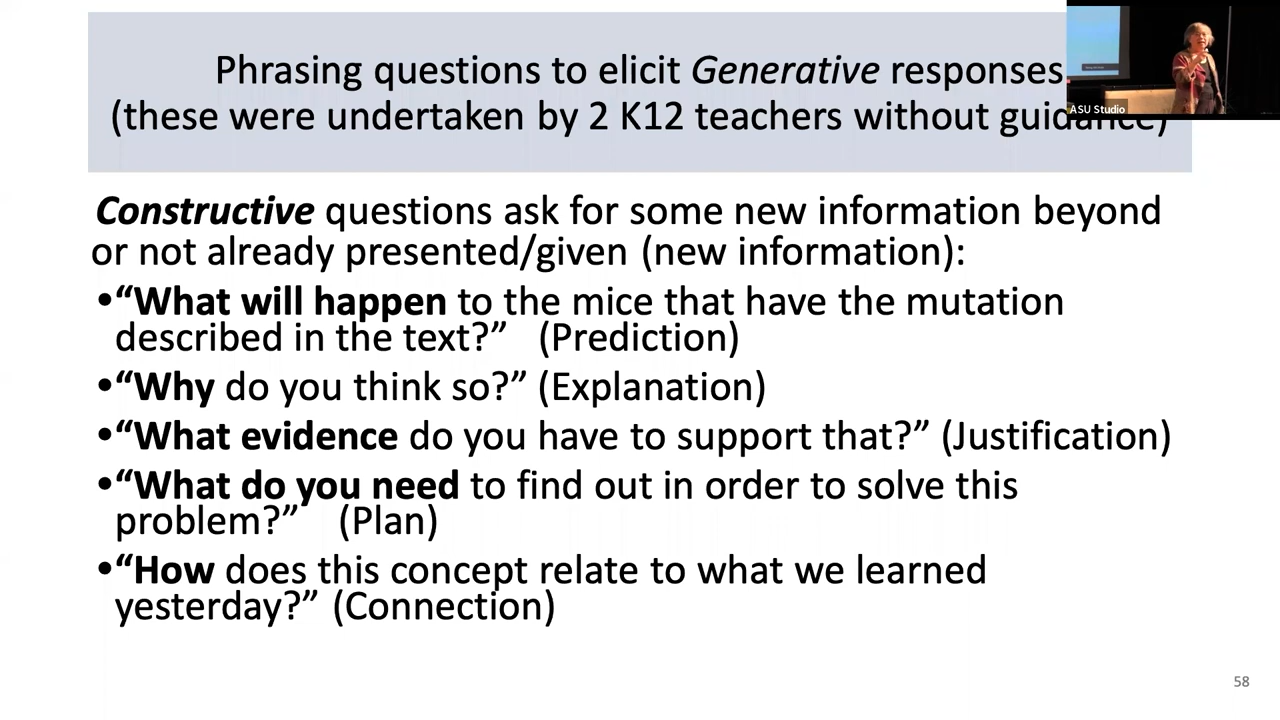 Phrasing questions to elicit Generative responses
(these were undertaken by 2 K12 teachers without guidance)
ASU Studio
Constructive questions ask for some new information beyond
or not already presented/given (new information):
•“What will happen to the mice that have the mutation
described in the text?” (Prediction)
•“Why do you think so?” (Explanation)
•“What evidence do you have to support that?” (Justification)
•“What do you need to find out in order to solve this
problem?” (Plan)
•“How does this concept relate to what we learned
yesterday?” (Connection)
58